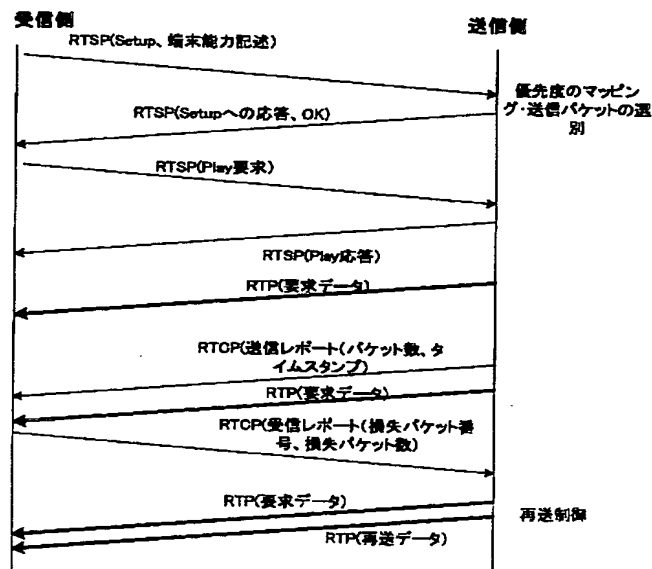 受信側
送信側
RTSP(Setup、端末能力記述)
優先度のマッピン
グ・送信パケットの選
別
RTSP(Setupへの応答、OK)
RTSP(Play要求)
RTSP(Play応答)
RTP(要求データ)
RTCP(送信レポート(パケット数、タ
イムスタンプ)
RTP(要求データ)
RTCP(受信レポート(損失パケット番
号、損失パケット数)
RTP(要求データ)
再送制御
RTP(再送データ)